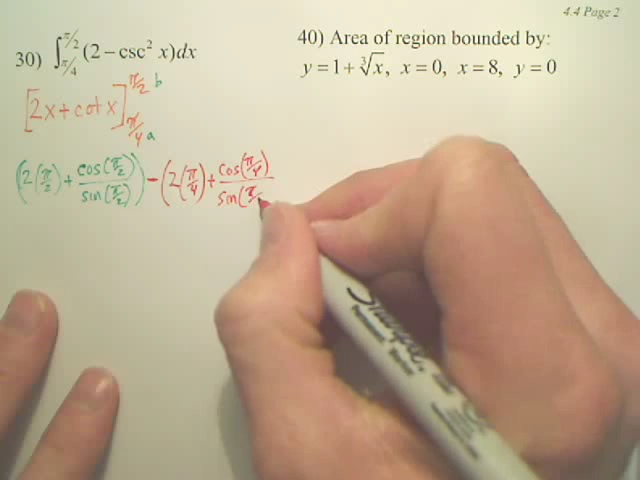 4.4 Page 2
30) ∫_{π/4}^{π/2} (2 − csc² x)dx
[2x + cot x]_{π/4 a}^{π/2 b}
(2(π/2) + cos(π/2)/sin(π/2)) − (2(π/4) + cos(π/4)/sin(π/
40) Area of region bounded by:
y = 1 + ∛x, x = 0, x = 8, y = 0
Sharpie